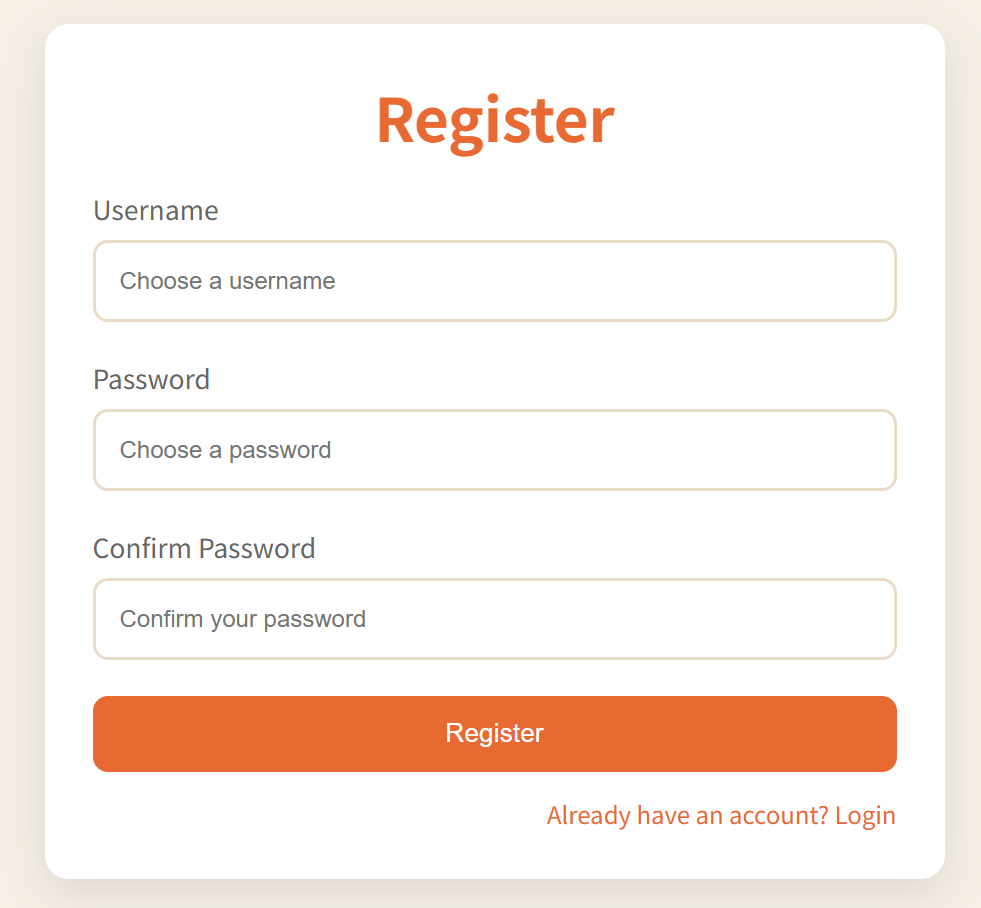 Register
Username
Choose a username
Password
Choose a password
Confirm Password
Confirm your password
Register
Already have an account? Login